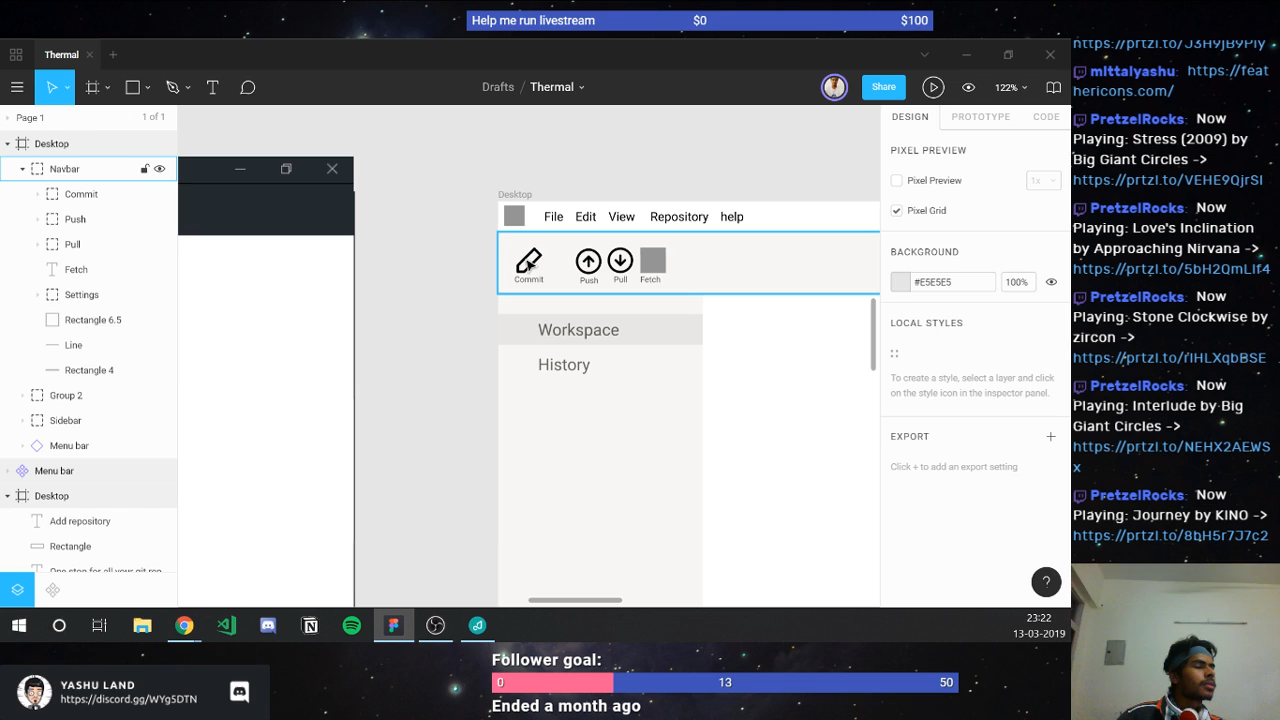 Help me run livestream $0 $100
Thermal
Drafts / Thermal
Share
122%
Page 1
1 of 1
Desktop
Navbar
Commit
Push
Pull
Fetch
Settings
Rectangle 6.5
Line
Rectangle 4
Group 2
Sidebar
Menu bar
Menu bar
Desktop
Add repository
Rectangle
Desktop
File Edit View Repository help
Commit Push Pull Fetch
Workspace
History
DESIGN PROTOTYPE CODE
PIXEL PREVIEW
Pixel Preview 1x
Pixel Grid
BACKGROUND
#E5E5E5 100%
LOCAL STYLES
To create a style, select a layer and click
on the style icon in the inspector panel.
EXPORT
Click + to add an export setting
?
23:22
13-03-2019
mittalyashu: https://feat
hericons.com/
PretzelRocks: Now
Playing: Stress (2009) by
Big Giant Circles ->
https://prtzl.to/VEHE9QjrSI
PretzelRocks: Now
Playing: Love's Inclination
by Approaching Nirvana ->
https://prtzl.to/5bH2QmLlf4
PretzelRocks: Now
Playing: Stone Clockwise by
zircon ->
https://prtzl.to/rIHLXqbBSE
PretzelRocks: Now
Playing: Interlude by Big
Giant Circles ->
https://prtzl.to/NEHX2AEWS
x
PretzelRocks: Now
Playing: Journey by KINO ->
https://prtzl.to/8bH5r7J7c2
YASHU LAND
https://discord.gg/WYg5DTN
Follower goal:
0 13 50
Ended a month ago